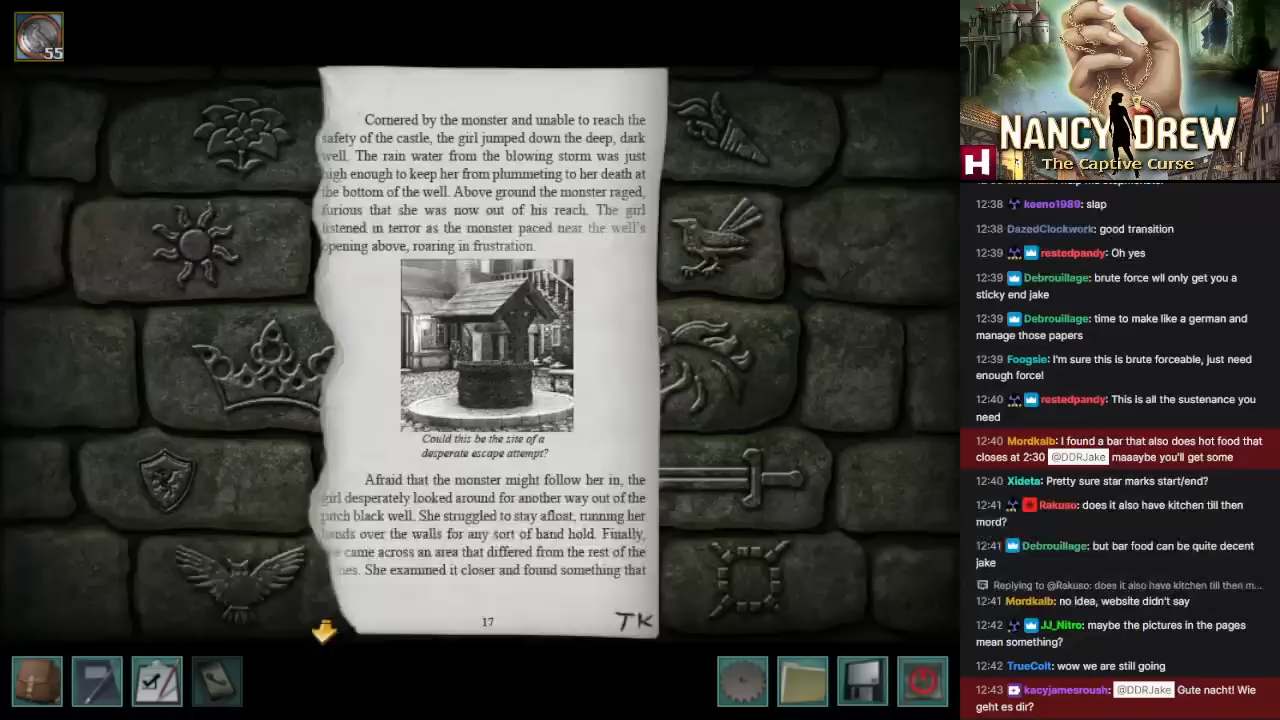 55
Cornered by the monster and unable to reach the
safety of the castle, the girl jumped down the deep, dark
well. The rain water from the blowing storm was just
high enough to keep her from plummeting to her death at
the bottom of the well. Above ground the monster raged,
furious that she was now out of his reach. The girl
listened in terror as the monster paced near the well's
opening above, roaring in frustration.
Could this be the site of a
desperate escape attempt?
Afraid that the monster might follow her in, the
girl desperately looked around for another way out of the
pitch black well. She struggled to stay afloat, running her
hands over the walls for any sort of hand hold. Finally,
came across an area that differed from the rest of the
nes. She examined it closer and found something that
17
TK
NANCY DREW
The Captive Curse
H
12:38 keeno1989: slap
12:38 DazedClockwork: good transition
12:39 restedpandy: Oh yes
12:39 Debrouillage: brute force wll only get you a
sticky end jake
12:39 Debrouillage: time to make like a german and
manage those papers
12:39 Foogsie: I'm sure this is brute forceable, just need
enough force!
12:40 restedpandy: This is all the sustenance you
need
12:40 Mordkalb: I found a bar that also does hot food that
closes at 2:30 @DDRJake maaaybe you'll get some
12:40 Xideta: Pretty sure star marks start/end?
12:41 Rakuso: does it also have kitchen till then
mord?
12:41 Debrouillage: but bar food can be quite decent
jake
Replying to @Rakuso: does it also have kitchen till then m...
12:41 Mordkalb: no idea, website didn't say
12:42 JJ_Nitro: maybe the pictures in the pages
mean something?
12:42 TrueColt: wow we are still going
12:43 kacyjamesroush: @DDRJake Gute nacht! Wie
geht es dir?